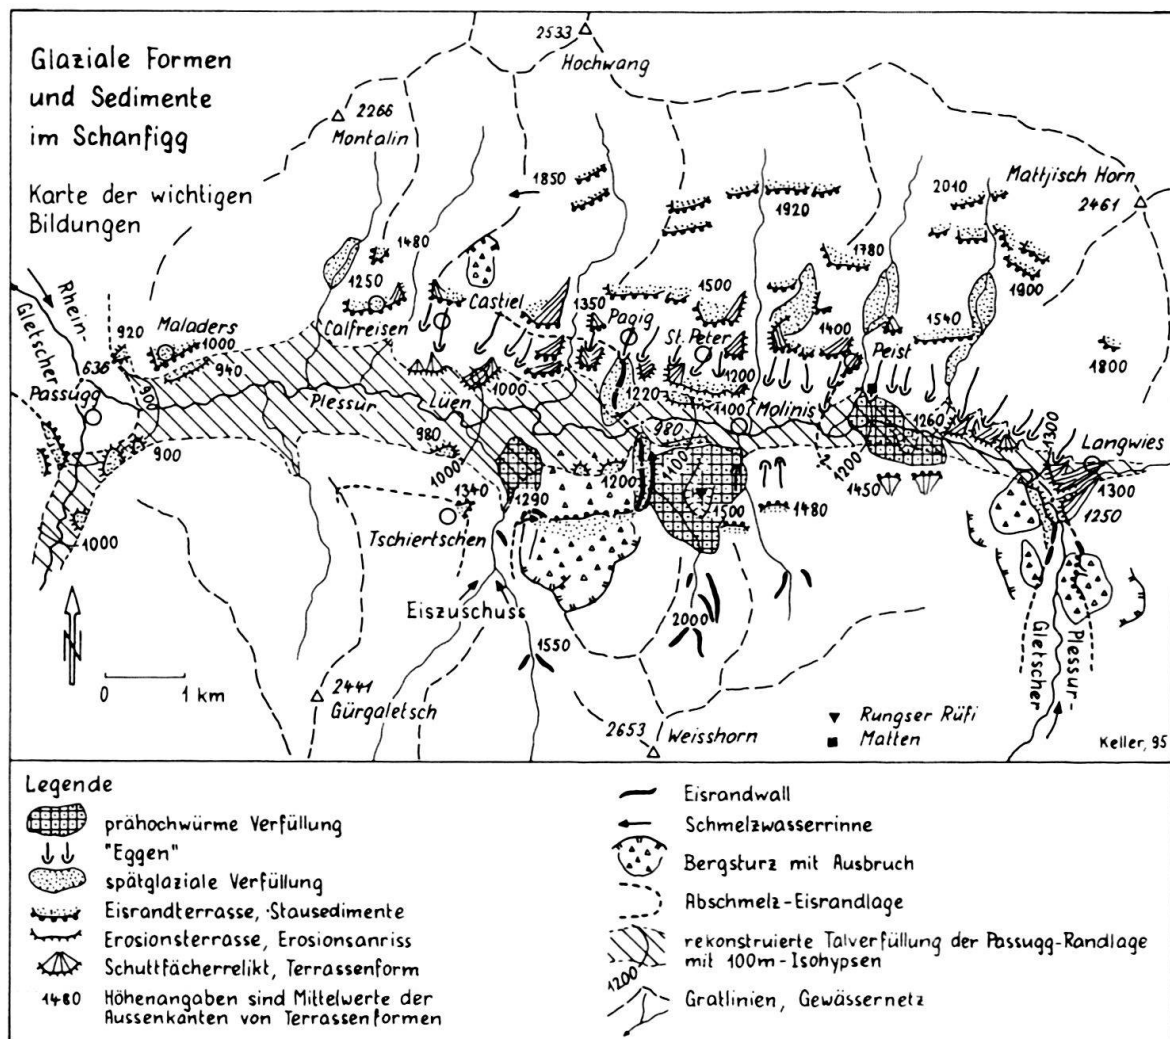 Glaziale Formen
und Sedimente
im Schanfigg
Karte der wichtigen
Bildungen
2533
Hochwang
2266
Montalin
1850
1920
2010
Mattjisch Horn
2461
1480
1250
1780
1900
Rhein-
Gletscher
Castiel
1350
1500
Calfreisen
Pagig
St. Peter
1400
1540
Peist
920
Maladers
1000
940
636
900
Passugg
1800
Plessur
Lüen
1000
1220
1200
1100
Molinis
1260
1300
Langwies
900
980
980
1000
1200
1100
1200
1450
1300
1250
1340
1290
1500
1480
Tschiertschen
1000
Eiszuschuss
2000
1550
Gletscher
Plessur-
N
0 1 km
2441
Gürgaletsch
2653
Weisshorn
Rungser Rüfi
Matten
Keller, 95
Legende
prähochwürme Verfüllung
"Eggen"
spätglaziale Verfüllung
Eisrandterrasse, Stausedimente
Erosionsterrasse, Erosionsanriss
Schuttfächerrelikt, Terrassenform
1480 Höhenangaben sind Mittelwerte der
Aussenkanten von Terrassenformen
Eisrandwall
Schmelzwasserrinne
Bergsturz mit Ausbruch
Abschmelz-Eisrandlage
rekonstruierte Talverfüllung der Passugg-Randlage
mit 100m-Isohypsen
1200
Gratlinien, Gewässernetz